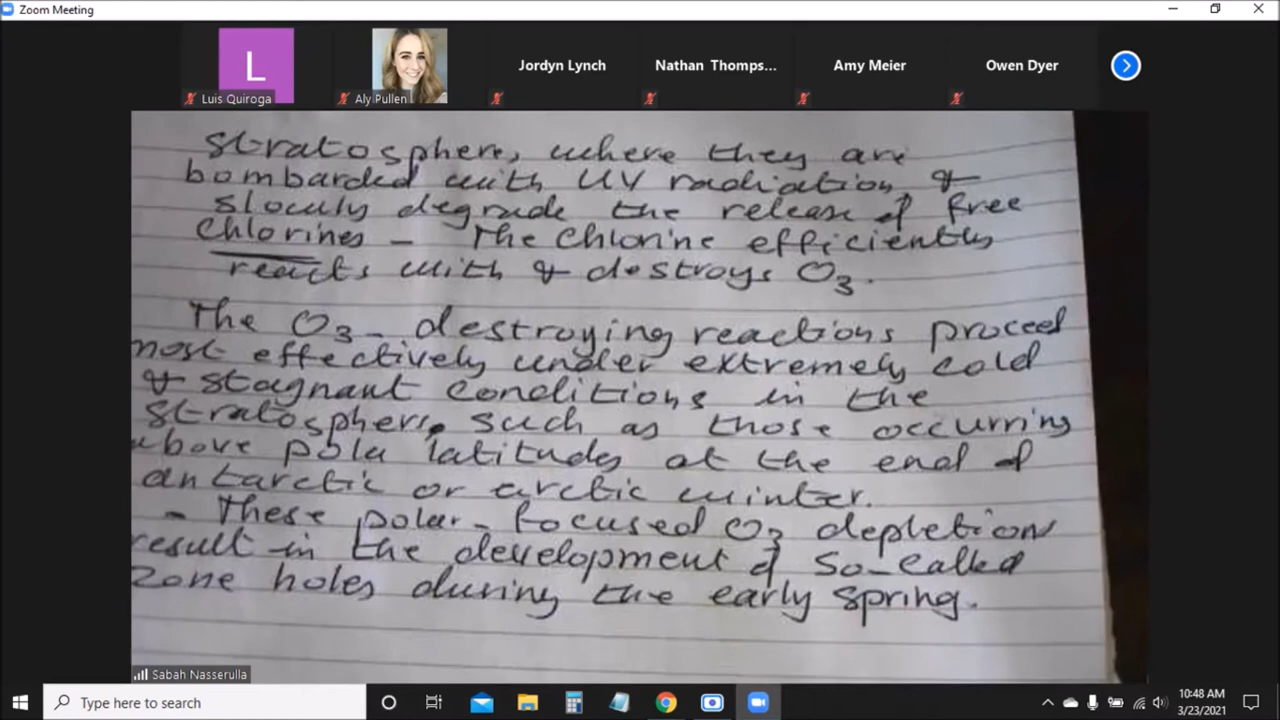 Zoom Meeting
L
Luis Quiroga
Aly Pullen
Jordyn Lynch
Nathan Thomps...
Amy Meier
Owen Dyer
stratosphere, where they are
bombarded with UV radiation, &
slowly degrade the release of free
chlorines - The chlorine efficiently
reacts with & destroys O3.
The O3 - destroying reactions proceed
most effectively under extremely cold
& stagnant conditions in the
stratosphere, such as those occurring
above polar latitudes at the end of
antarctic or arctic winter.
- These polar-focused O3 depletions
result in the development of so-called
zone holes during the early spring.
Sabah Nasserulla
Type here to search
10:48 AM
3/23/2021